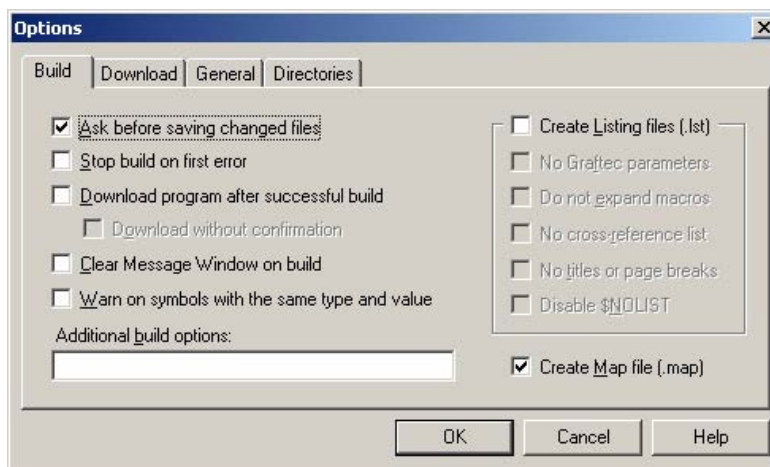 Options
Build
Download
General
Directories
Ask before saving changed files
Stop build on first error
Download program after successful build
Download without confirmation
Clear Message Window on build
Warn on symbols with the same type and value
Additional build options:
Create Listing files (.lst)
No Graftec parameters
Do not expand macros
No cross-reference list
No titles or page breaks
Disable $NOLIST
Create Map file (.map)
OK
Cancel
Help